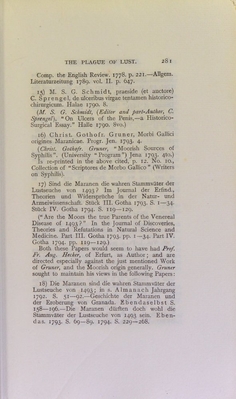 THE PLAGUE OF LUST. 281
Comp. the English Review. 1778. p. 221.—Allgem.
Literaturzeitung 1789. vol. II. p. 647.
15) M. S. G. Schmidt, praeside (et auctore)
C. Sprengel, de ulceribus virgae tentamen historico-
chirurgicum. Halae 1790. 8.
(M. S. G. Schmidt, (Editor and part-Author, C.
Sprengel), "On Ulcers of the Penis,—a Historico-
Surgical Essay." Halle 1790. 8vo.)
16) Christ. Gothofr. Gruner, Morbi Gallici
origines Maranicae. Progr. Jen. 1793. 4.
(Christ. Gothofr. Gruner, "Moorish Sources of
Syphilis". (University "Program") Jena 1793. 4to.)
Is re-printed in the above cited, p. 12. No. 10,
Collection of "Scriptores de Morbo Gallico" (Writers
on Syphilis).
17) Sind die Maranen die wahren Stammväter der
Lustseuche von 1493? Im Journal der Erfind.,
Theorien und Widersprüche in der Natur- und
Arzneiwissenschaft. Stück III. Gotha 1793. S. 1—34.
Stück IV. Gotha 1794. S. 119—129.
("Are the Moors the true Parents of the Venereal
Disease of 1493?" In the Journal of Discoveries,
Theories and Refutations in Natural Science and
Medicine. Part III. Gotha 1793. pp. 1—34. Part IV.
Gotha 1794. pp. 119—129.)
Both these Papers would seem to have had Prof.
Fr. Aug. Hecker, of Erfurt, as Author; and are
directed especially against the just mentioned Work
of Gruner, and the Moorish origin generally. Gruner
sought to maintain his views in the following Papers:
18) Die Maranen sind die wahren Stammväter der
Lustseuche von 1493; in s. Almanach Jahrgang
1792. S. 51—92.—Geschichte der Maranen und
der Eroberung von Granada. Ebendaselbst S.
158—196.—Die Maranen dürften doch wohl die
Stammväter der Lustseuche von 1493 sein. Eben-
das. 1793. S. 69—89. 1794. S. 229—268.